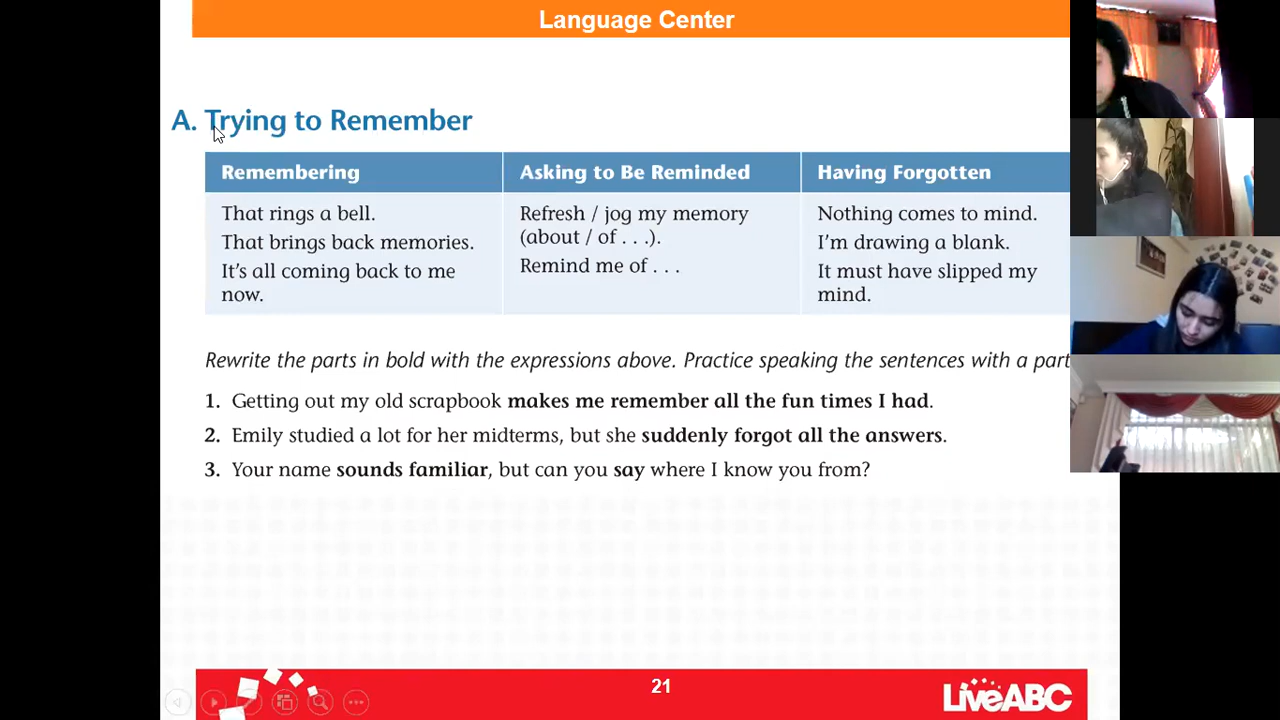 Language Center
A. Trying to Remember
Remembering
Asking to Be Reminded
Having Forgotten
That rings a bell.
That brings back memories.
It's all coming back to me
now.
Refresh / jog my memory
(about / of . . .).
Remind me of . . .
Nothing comes to mind.
I'm drawing a blank.
It must have slipped my
mind.
Rewrite the parts in bold with the expressions above. Practice speaking the sentences with a part
1. Getting out my old scrapbook makes me remember all the fun times I had.
2. Emily studied a lot for her midterms, but she suddenly forgot all the answers.
3. Your name sounds familiar, but can you say where I know you from?
21
LiveABC